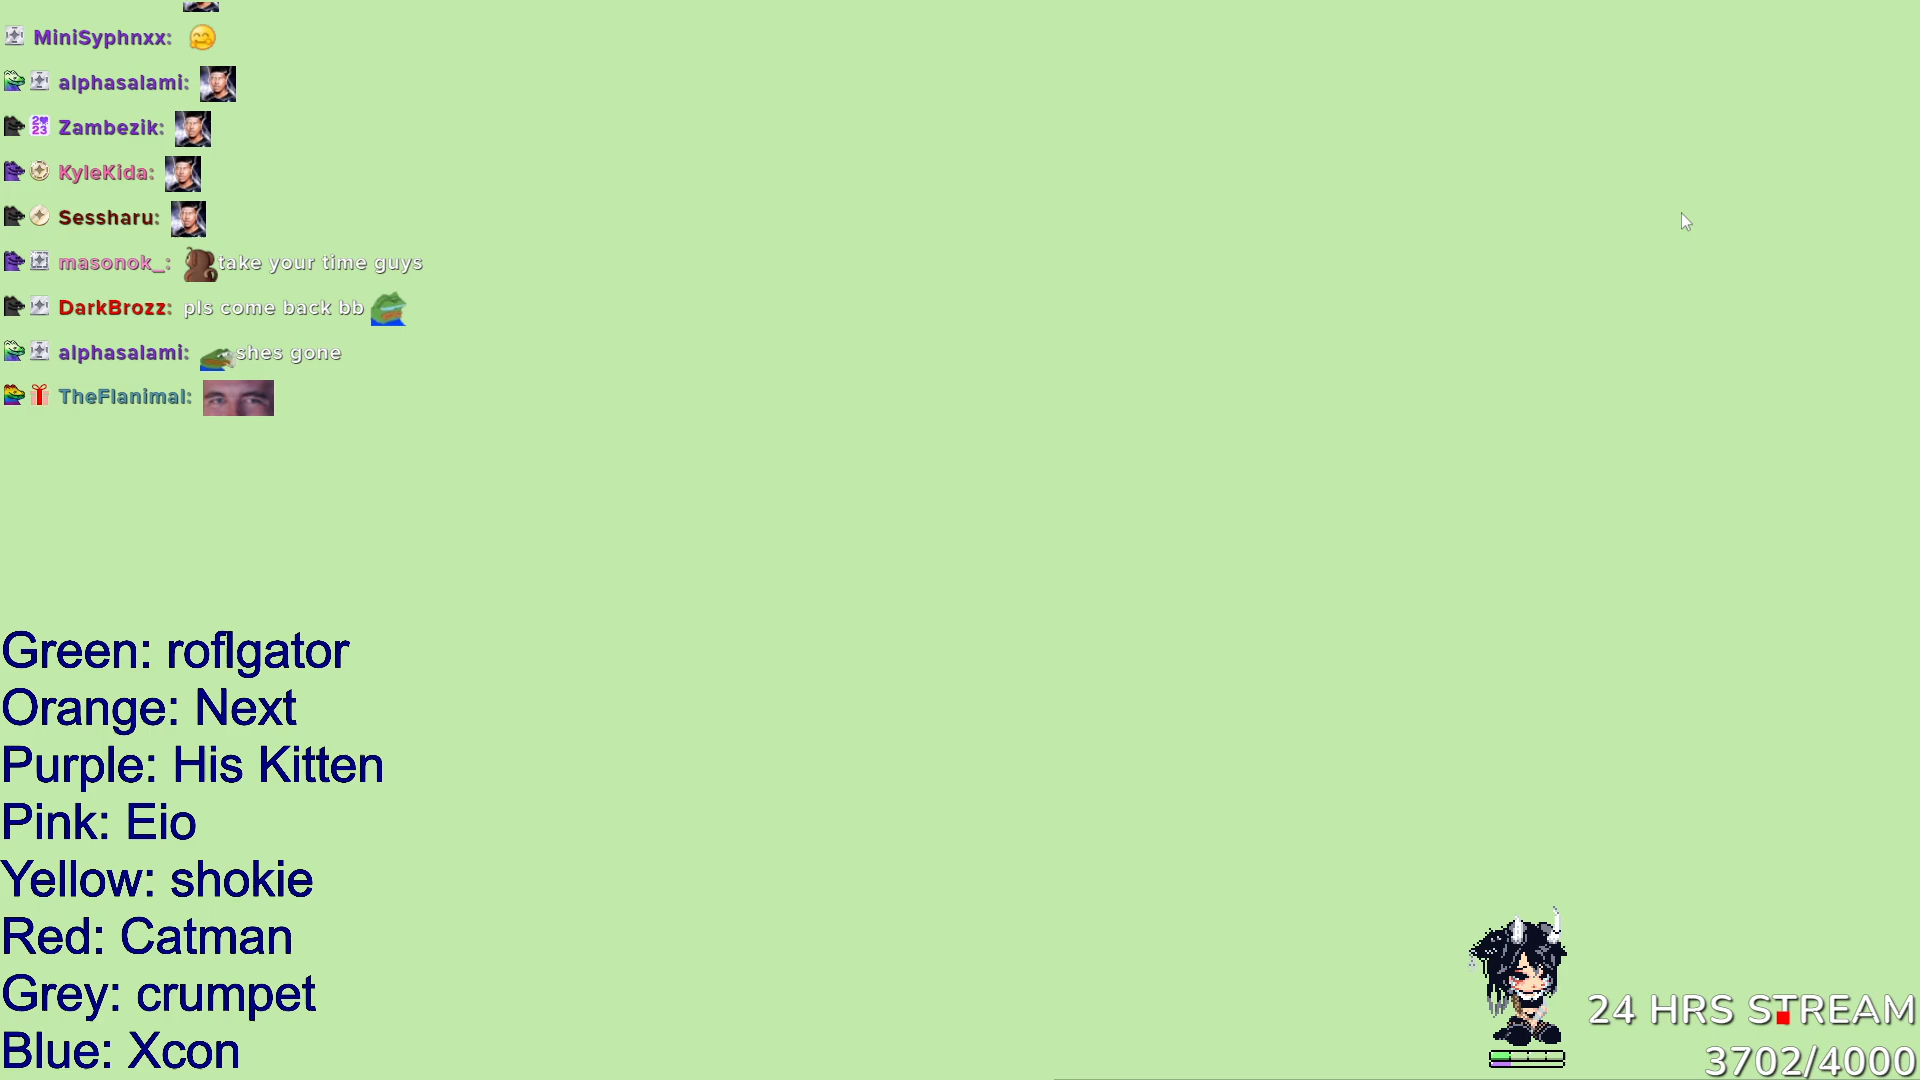 MiniSyphnxx:
alphasalami:
Zambezik:
KyleKida:
Sessharu:
masonok_: take your time guys
DarkBrozz: pls come back bb
alphasalami: shes gone
TheFlanimal:
Green: roflgator
Orange: Next
Purple: His Kitten
Pink: Eio
Yellow: shokie
Red: Catman
Grey: crumpet
Blue: Xcon
24 HRS STREAM
3702/4000